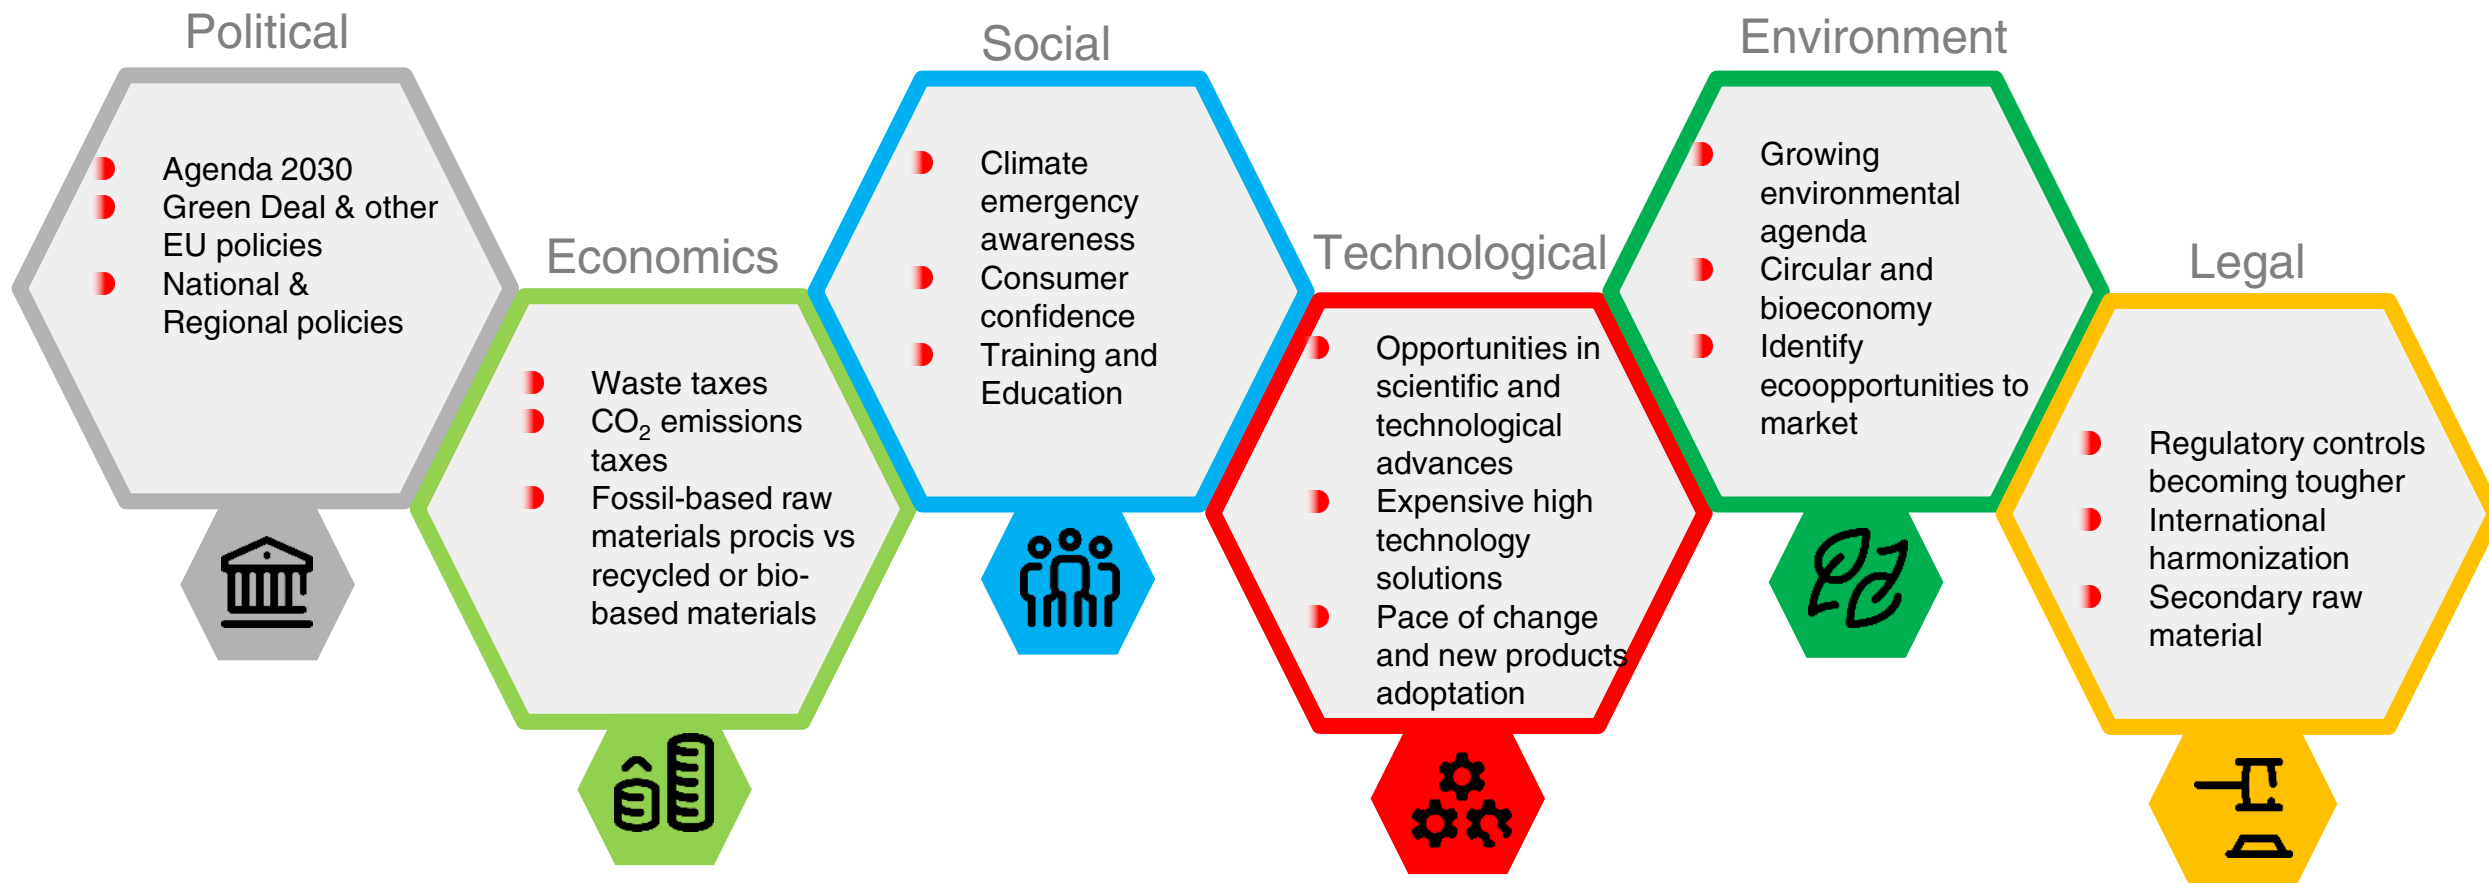 Political
Agenda 2030
Green Deal & other
EU policies
National &
Regional policies
Economics
Waste taxes
CO₂ emissions
taxes
Fossil-based raw
materials procis vs
recycled or bio-
based materials
Social
Climate
emergency
awareness
Consumer
confidence
Training and
Education
Technological
Opportunities in
scientific and
technological
advances
Expensive high
technology
solutions
Pace of change
and new products
adoptation
Environment
Growing
environmental
agenda
Circular and
bioeconomy
Identify
ecoopportunities to
market
Legal
Regulatory controls
becoming tougher
International
harmonization
Secondary raw
material